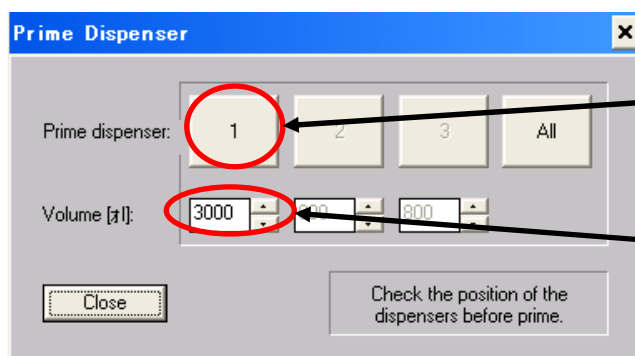 Prime Dispenser
Prime dispenser: 1 2 3 All
Volume [ɟl]: 3000 800
Close
Check the position of the
dispensers before prime.